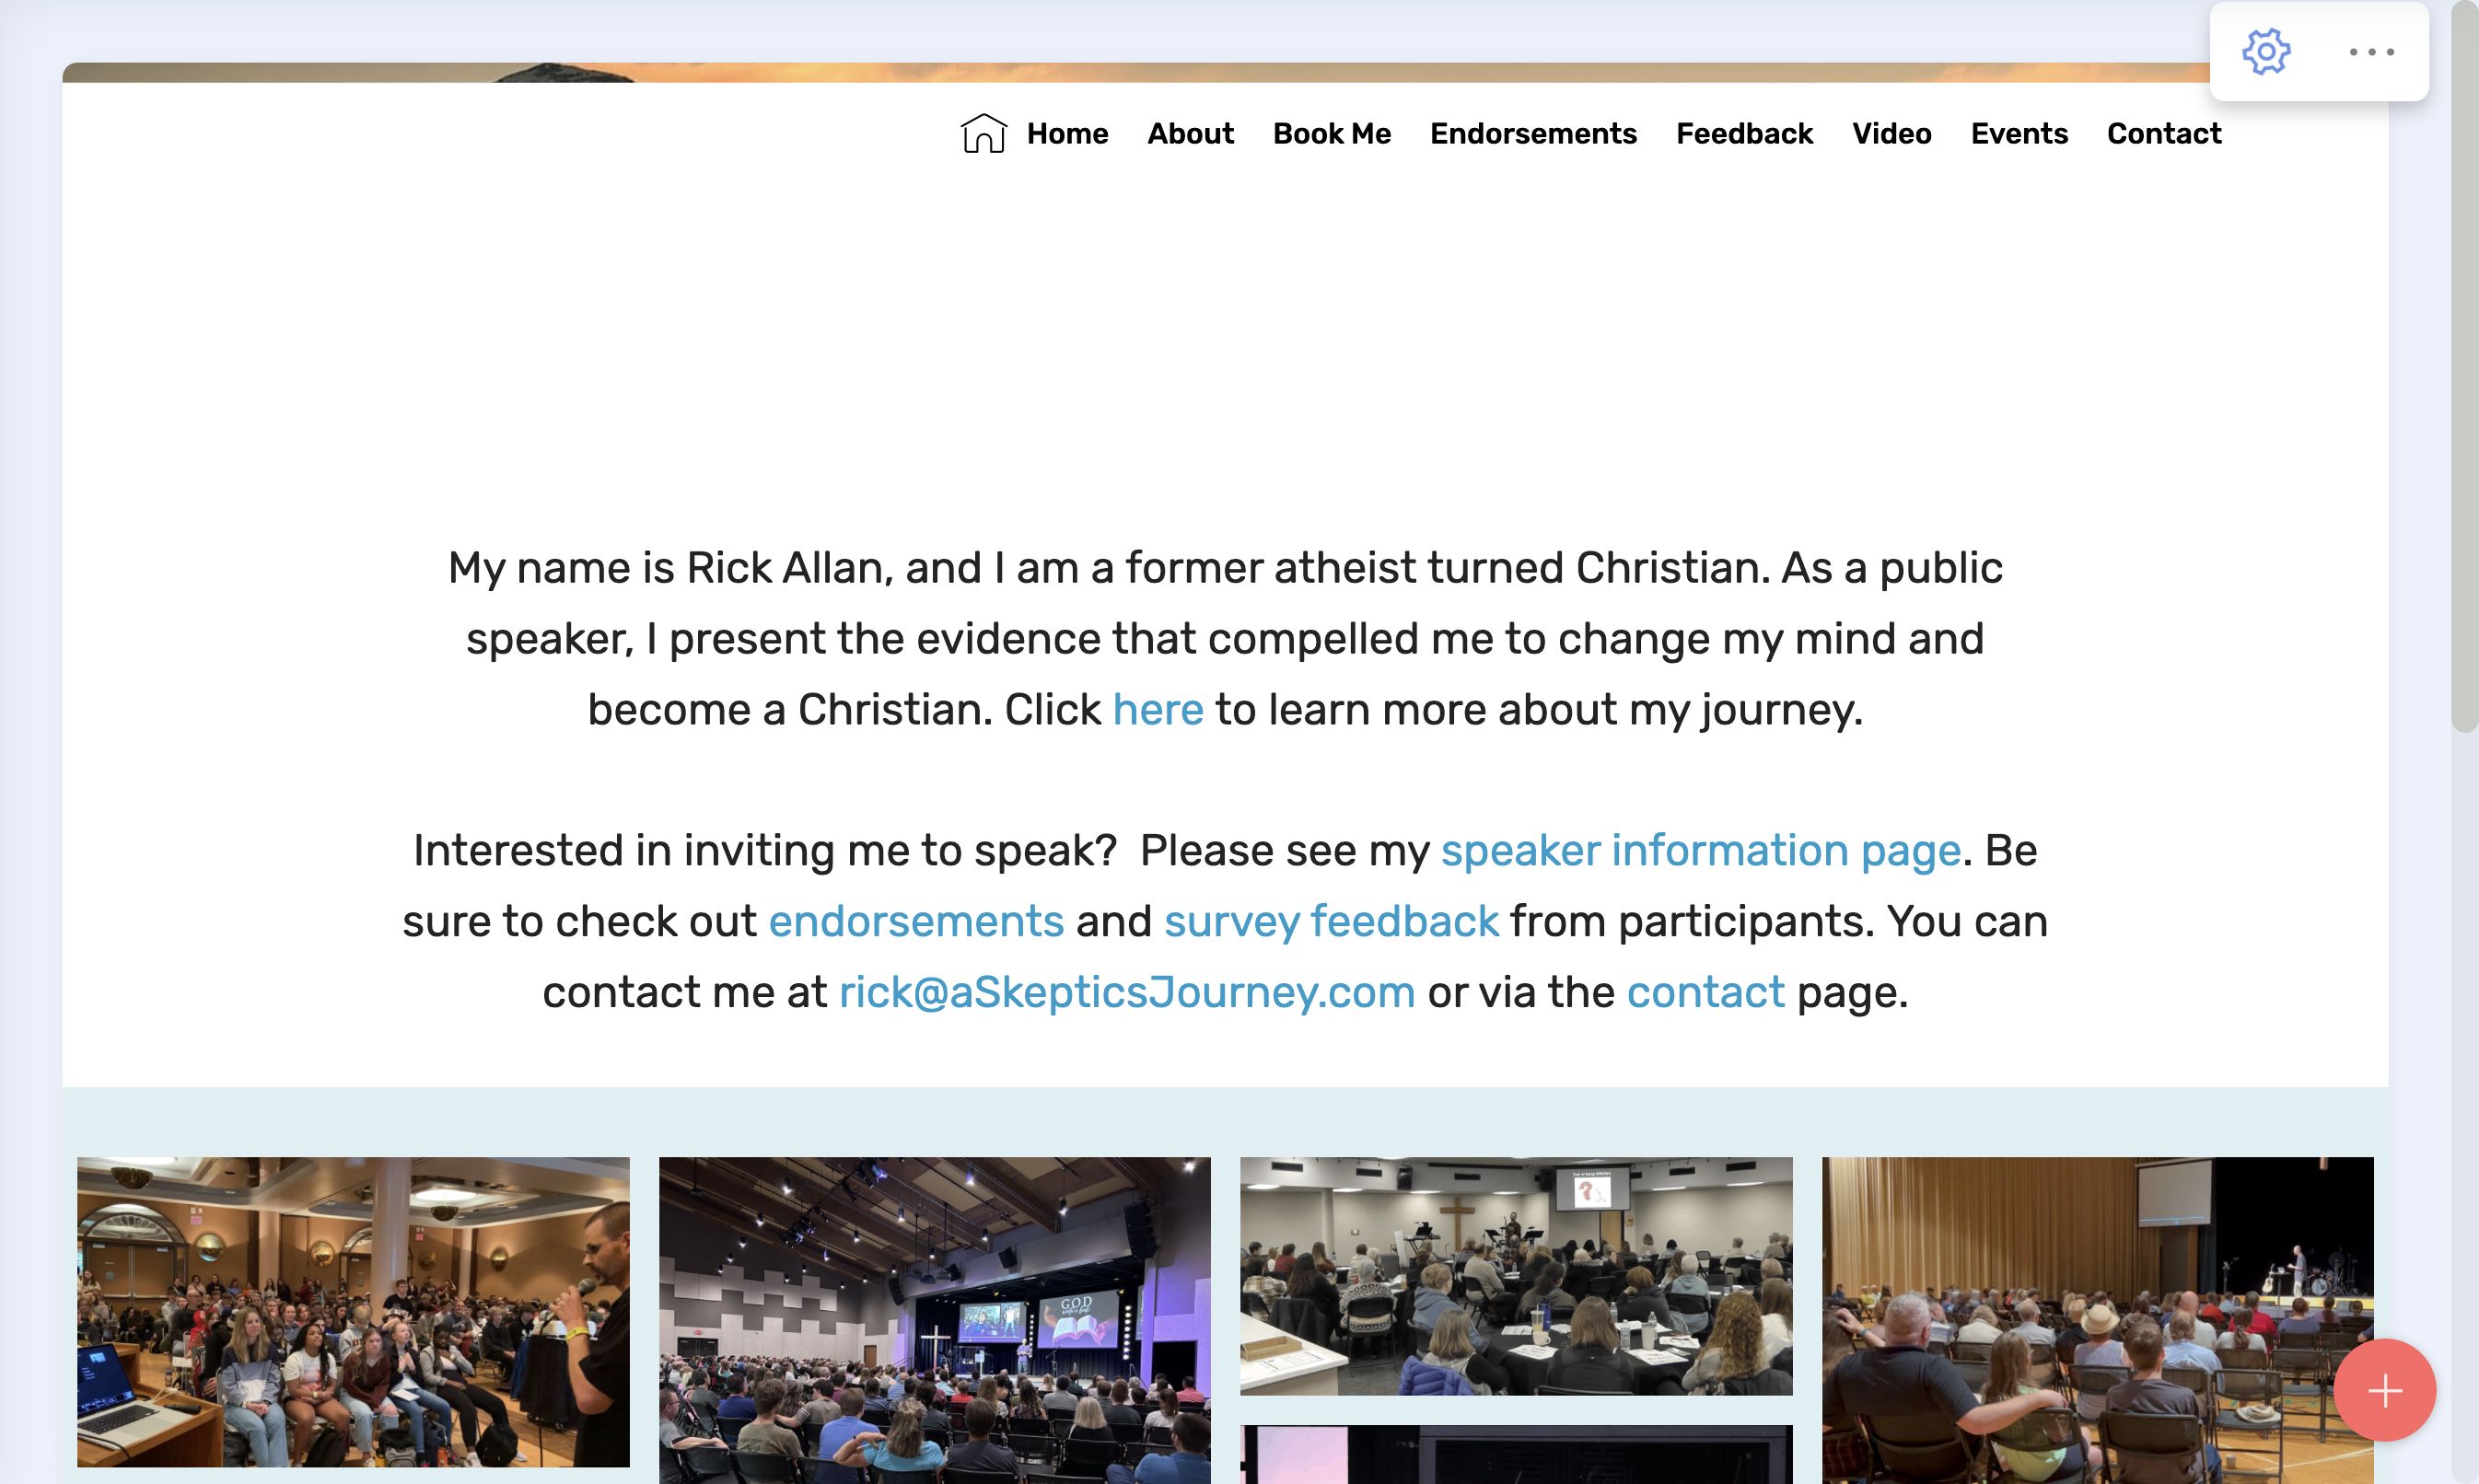 Home About Book Me Endorsements Feedback Video Events Contact
My name is Rick Allan, and I am a former atheist turned Christian. As a public
speaker, I present the evidence that compelled me to change my mind and
become a Christian. Click here to learn more about my journey.
Interested in inviting me to speak?  Please see my speaker information page. Be
sure to check out endorsements and survey feedback from participants. You can
contact me at rick@aSkepticsJourney.com or via the contact page.
GOD